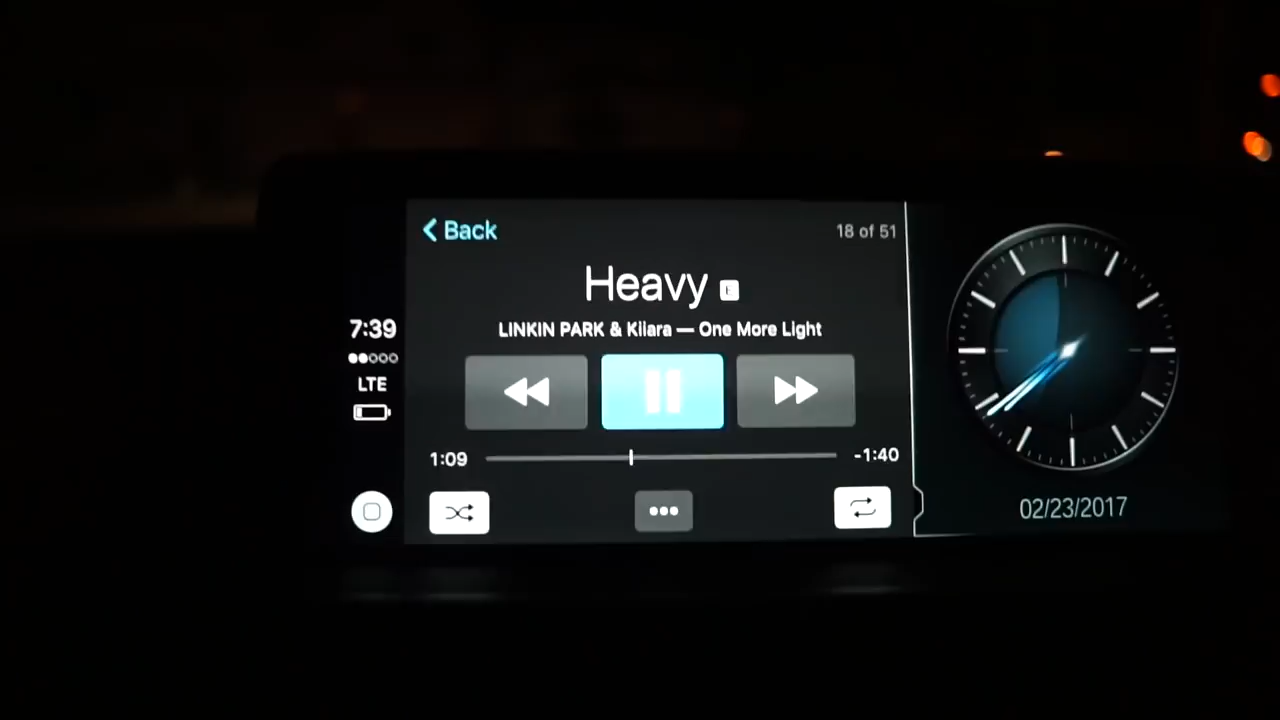 Back
18 of 51
Heavy E
LINKIN PARK & Kiiara — One More Light
7:39
LTE
1:09
-1:40
02/23/2017